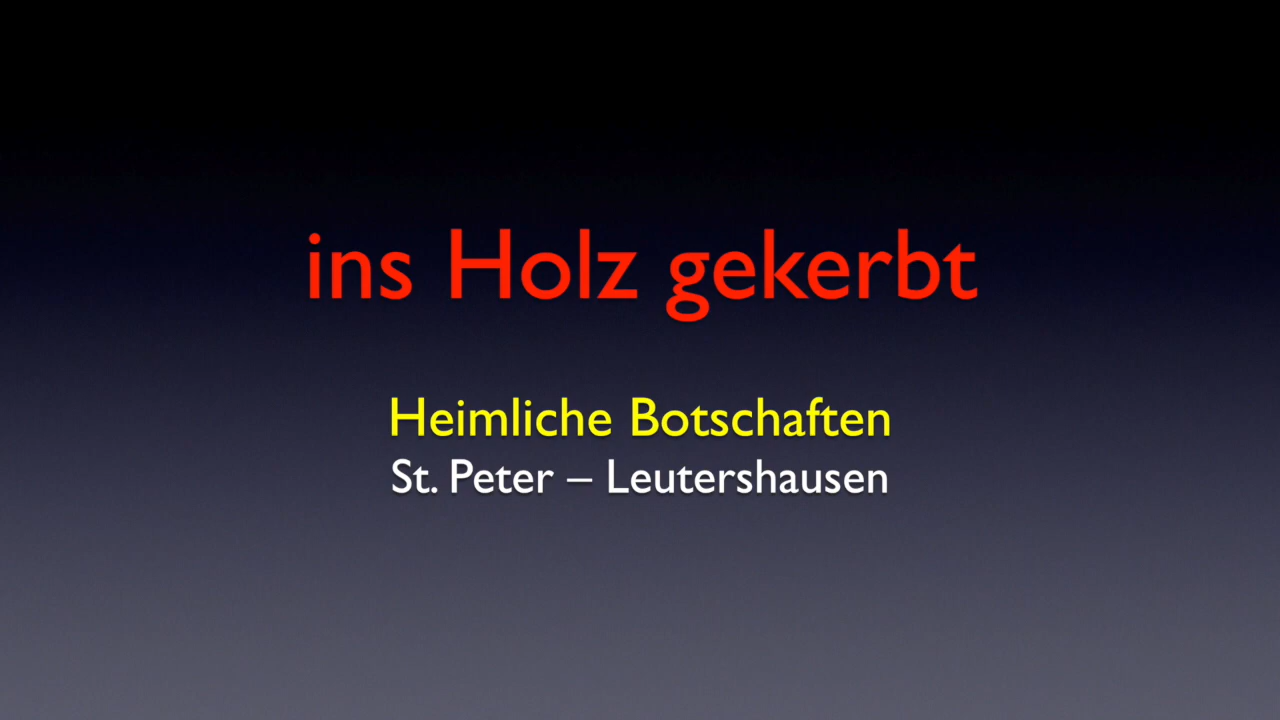 ins Holz gekerbt
Heimliche Botschaften
St. Peter – Leutershausen